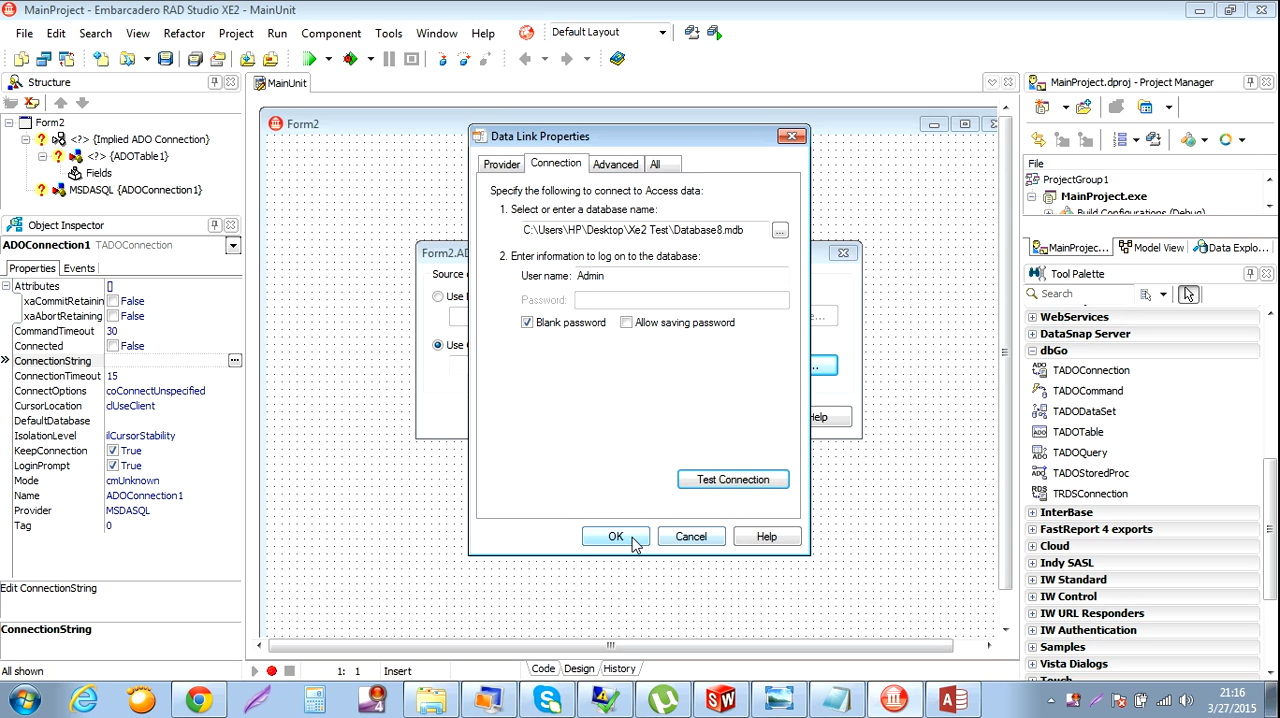 MainProject - Embarcadero RAD Studio XE2 - MainUnit
File Edit Search View Refactor Project Run Component Tools Window Help
Default Layout
Structure
Form2
<?> {Implied ADO Connection}
<?> {ADOTable1}
Fields
MSDASQL {ADOConnection1}
Object Inspector
ADOConnection1 TADOConnection
Properties Events
Attributes []
xaCommitRetainin False
xaAbortRetaining False
CommandTimeout 30
Connected False
ConnectionString
ConnectionTimeout 15
ConnectOptions coConnectUnspecified
CursorLocation clUseClient
DefaultDatabase
IsolationLevel ilCursorStability
KeepConnection True
LoginPrompt True
Mode cmUnknown
Name ADOConnection1
Provider MSDASQL
Tag 0
Edit ConnectionString
ConnectionString
All shown
MainUnit
Form2
Form2.AD
Source o
Use
Use C
...
...
Help
Data Link Properties
Provider Connection Advanced All
Specify the following to connect to Access data:
1. Select or enter a database name:
C:\Users\HP\Desktop\Xe2 Test\Database8.mdb
...
2. Enter information to log on to the database:
User name: Admin
Password:
Blank password Allow saving password
Test Connection
OK Cancel Help
1: 1 Insert
Code Design History
MainProject.dproj - Project Manager
File
ProjectGroup1
MainProject.exe
Build Configurations (Debug)
MainProjec... Model View Data Explo...
Tool Palette
Search
WebServices
DataSnap Server
dbGo
TADOConnection
TADOCommand
TADODataSet
TADOTable
TADOQuery
TADOStoredProc
TRDSConnection
InterBase
FastReport 4 exports
Cloud
Indy SASL
IW Standard
IW Control
IW URL Responders
IW Authentication
Samples
Vista Dialogs
Touch
21:16
3/27/2015